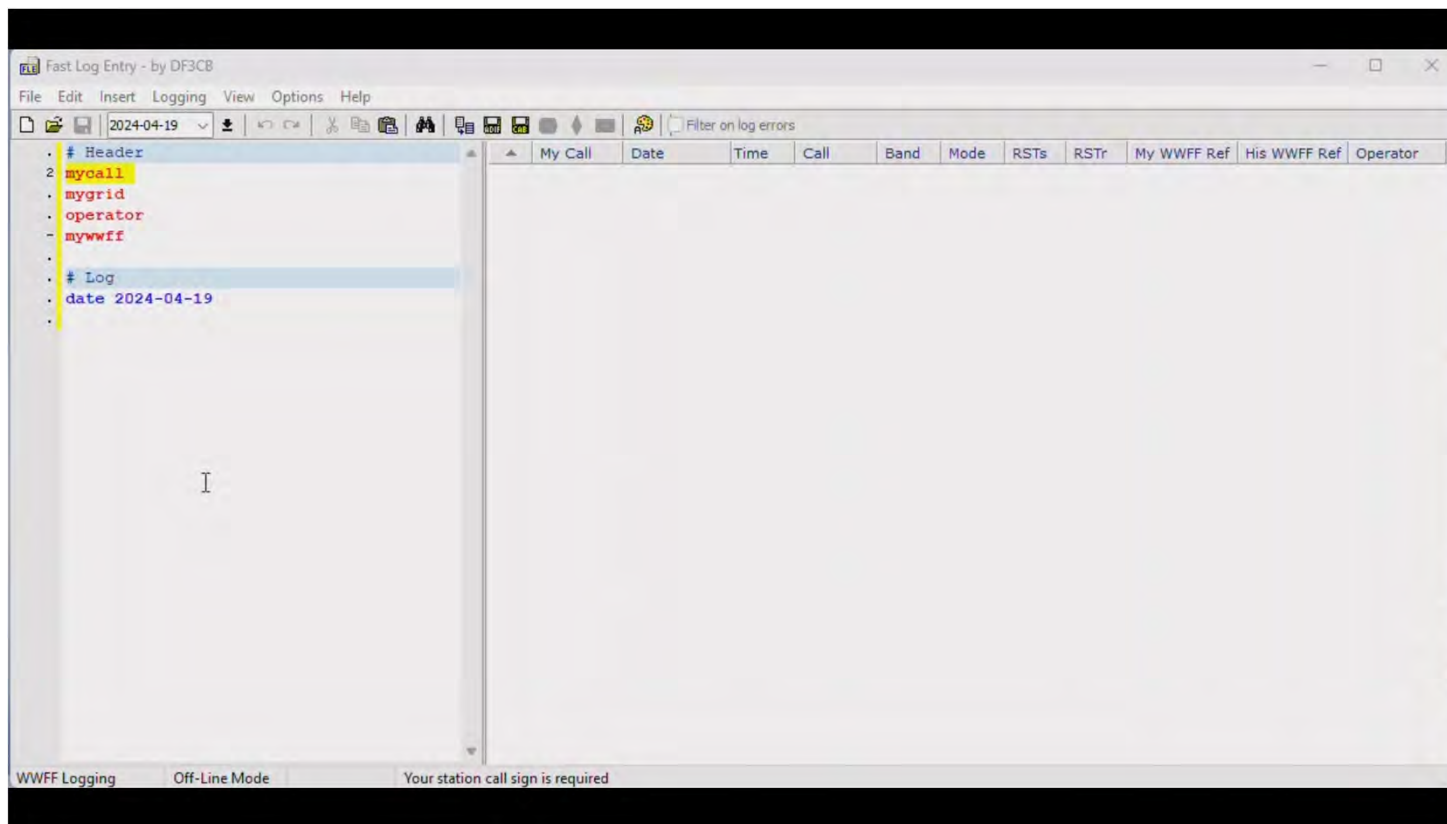 FLE Fast Log Entry - by DF3CB
File Edit Insert Logging View Options Help
2024-04-19 Filter on log errors
. # Header
2 mycall
. mygrid
. operator
- mywwff
.
. # Log
. date 2024-04-19
.
My Call Date Time Call Band Mode RSTs RSTr My WWFF Ref His WWFF Ref Operator
WWFF Logging Off-Line Mode Your station call sign is required